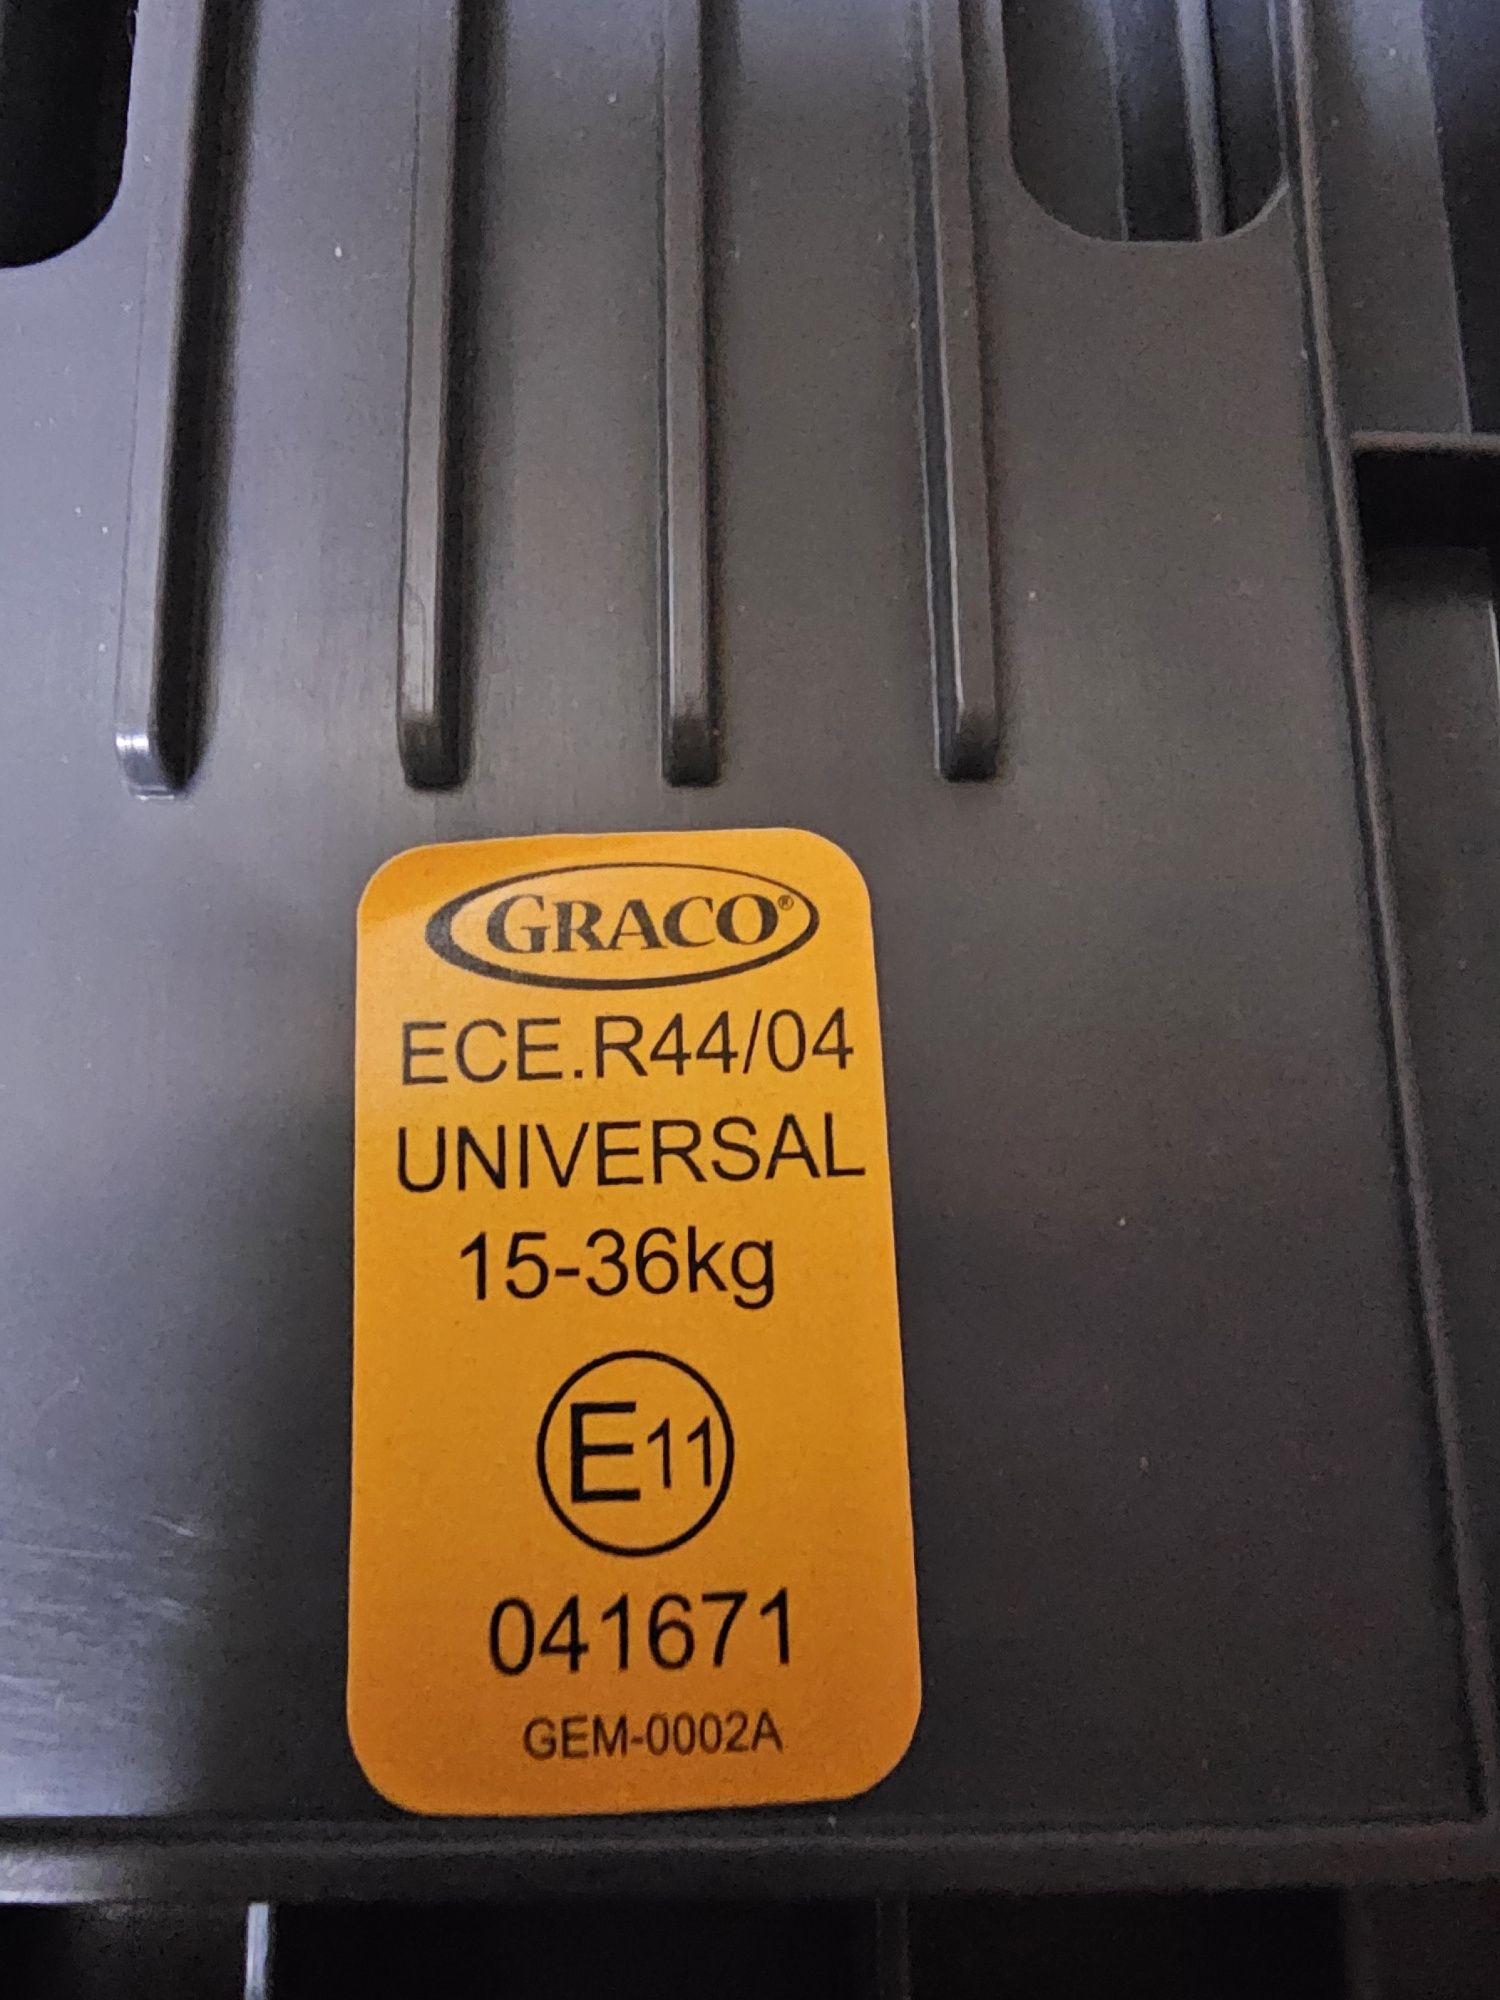 GRACO®
ECE.R44/04
UNIVERSAL
15-36kg
E11
041671
GEM-0002A